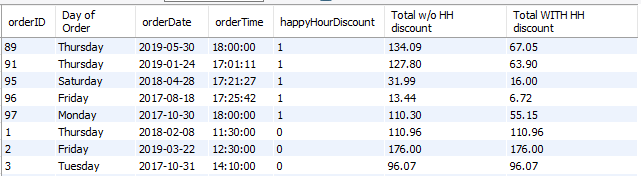 orderID Day of Order orderDate orderTime happyHourDiscount Total w/o HH discount Total WITH HH discount
89 Thursday 2019-05-30 18:00:00 1 134.09 67.05
91 Thursday 2019-01-24 17:01:11 1 127.80 63.90
95 Saturday 2018-04-28 17:21:27 1 31.99 16.00
96 Friday 2017-08-18 17:25:42 1 13.44 6.72
97 Monday 2017-10-30 18:00:00 1 110.30 55.15
1 Thursday 2018-02-08 11:30:00 0 110.96 110.96
2 Friday 2019-03-22 12:30:00 0 176.00 176.00
3 Tuesday 2017-10-31 14:10:00 0 96.07 96.07